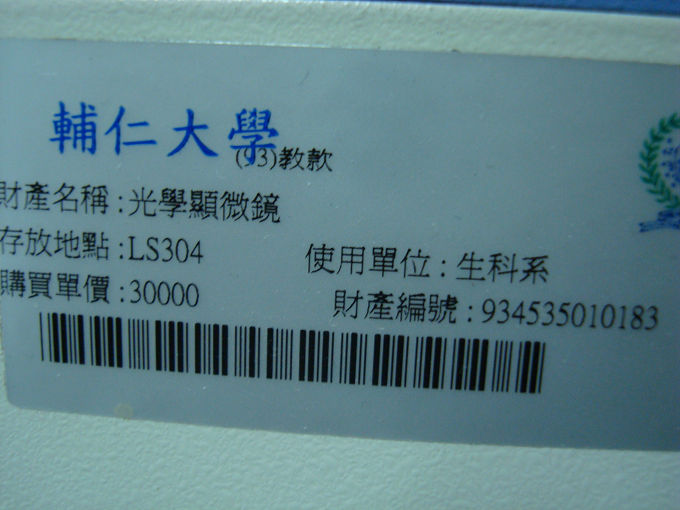 輔仁大學
(93)教款
財產名稱:光學顯微鏡
存放地點:LS304
使用單位:生科系
購買單價:30000
財產編號:934535010183